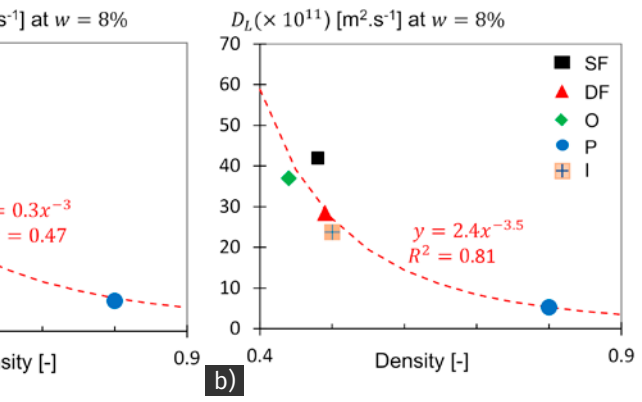 s⁻¹] at w = 8%
= 0.3x⁻³
= 0.47
sity [-]
0.9
D_L(× 10¹¹) [m².s⁻¹] at w = 8%
70
60
50
40
30
20
10
0
SF
DF
O
P
I
y = 2.4x⁻³·⁵
R² = 0.81
0.4
Density [-]
0.9
b)